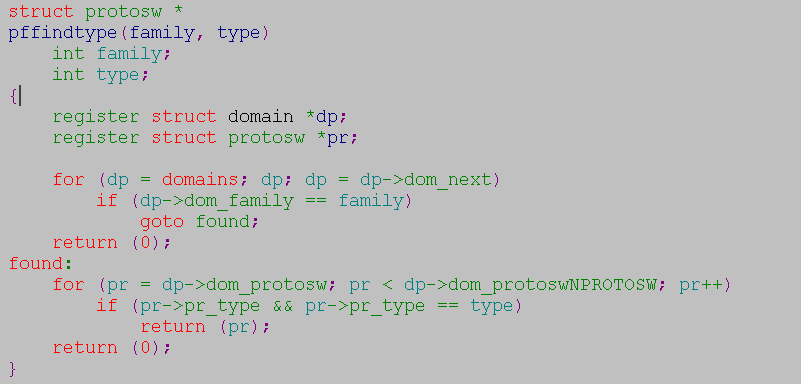 struct protosw *
pffindtype(family, type)
    int family;
    int type;
{
    register struct domain *dp;
    register struct protosw *pr;

    for (dp = domains; dp; dp = dp->dom_next)
        if (dp->dom_family == family)
            goto found;
    return (0);
found:
    for (pr = dp->dom_protosw; pr < dp->dom_protoswNPROTOSW; pr++)
        if (pr->pr_type && pr->pr_type == type)
            return (pr);
    return (0);
}